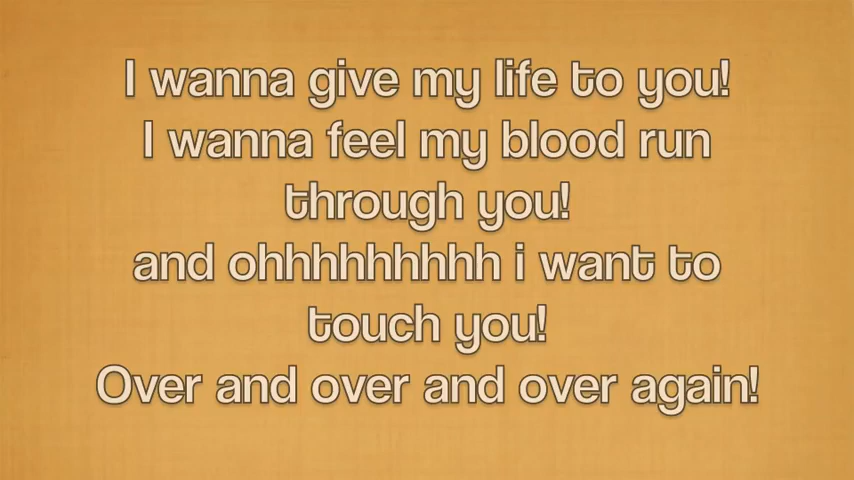 I wanna give my life to you!
I wanna feel my blood run
through you!
and ohhhhhhhhh i want to
touch you!
Over and over and over again!